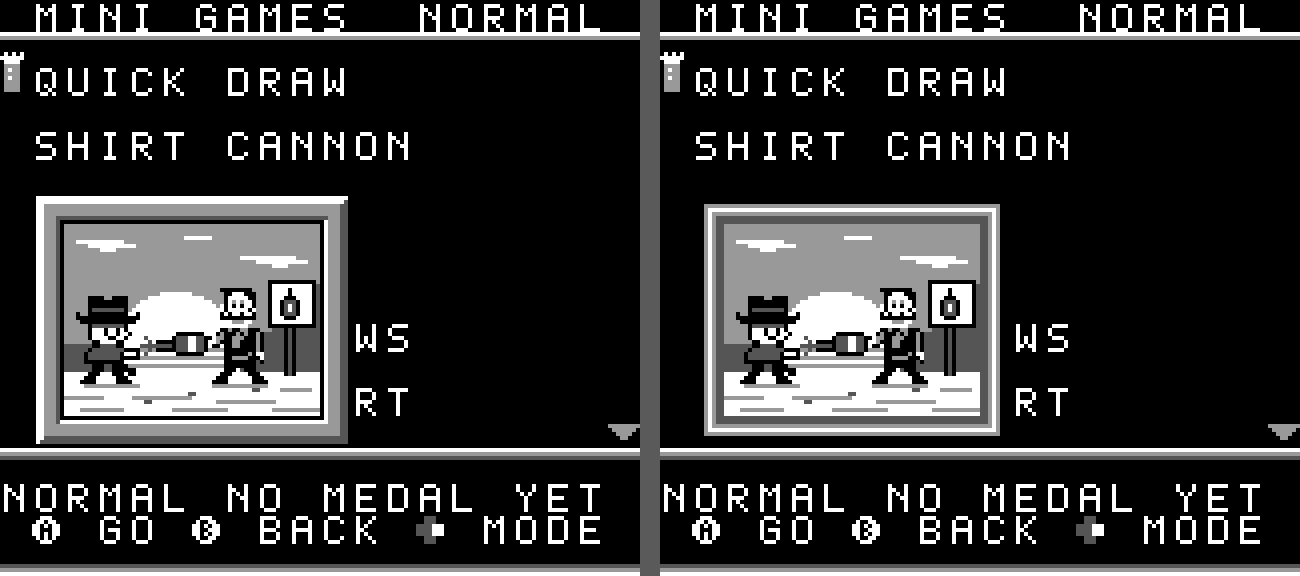 MINI GAMES NORMAL
QUICK DRAW
SHIRT CANNON
WS
RT
NORMAL NO MEDAL YET
A GO B BACK MODE
MINI GAMES NORMAL
QUICK DRAW
SHIRT CANNON
WS
RT
NORMAL NO MEDAL YET
A GO B BACK MODE